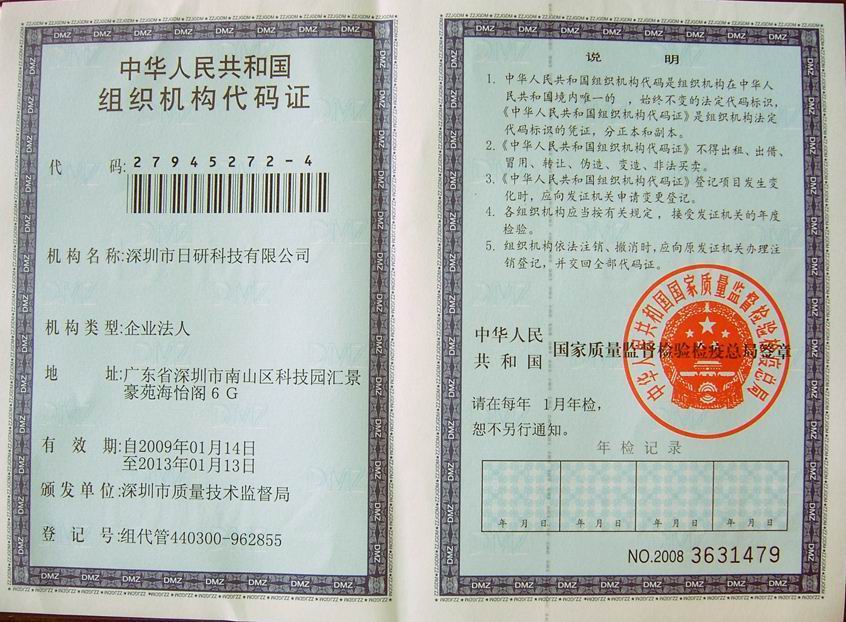 中华人民共和国
组织机构代码证
代 码:27945272-4
机构名称:深圳市日研科技有限公司
机构类型:企业法人
地 址:广东省深圳市南山区科技园汇景
豪苑海怡阁6G
有 效 期:自2009年01月14日
至2013年01月13日
颁发单位:深圳市质量技术监督局
登 记 号:组代管440300-962855
说 明
1. 中华人民共和国组织机构代码是组织机构在中华人
民共和国境内唯一的 ,始终不变的法定代码标识,
《中华人民共和国组织机构代码证》是组织机构法定
代码标识的凭证,分正本和副本。
2.《中华人民共和国组织机构代码证》不得出租、出借、
冒用、转让、伪造、变造、非法买卖。
3.《中华人民共和国组织机构代码证》登记项目发生变
化时,应向发证机关申请变更登记。
4. 各组织机构应当按有关规定,接受发证机关的年度
检验。
5. 组织机构依法注销、撤消时,应向原发证机关办理注
销登记,并交回全部代码证。
中华人民共和国国家质量监督检验检疫总局
中华人民
共和国 国家质量监督检验检疫总局签章
请在每年 1月年检,
恕不另行通知。
年检记录
年 月 日 年 月 日 年 月 日 年 月 日
NO.2008 3631479